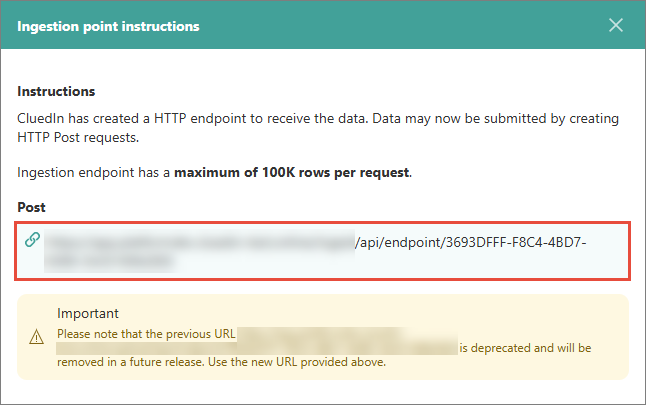 Ingestion point instructions
Instructions
CluedIn has created a HTTP endpoint to receive the data. Data may now be submitted by creating
HTTP Post requests.
Ingestion endpoint has a maximum of 100K rows per request.
Post
/api/endpoint/3693DFFF-F8C4-4BD7-
Important
Please note that the previous URL
is deprecated and will be
removed in a future release. Use the new URL provided above.